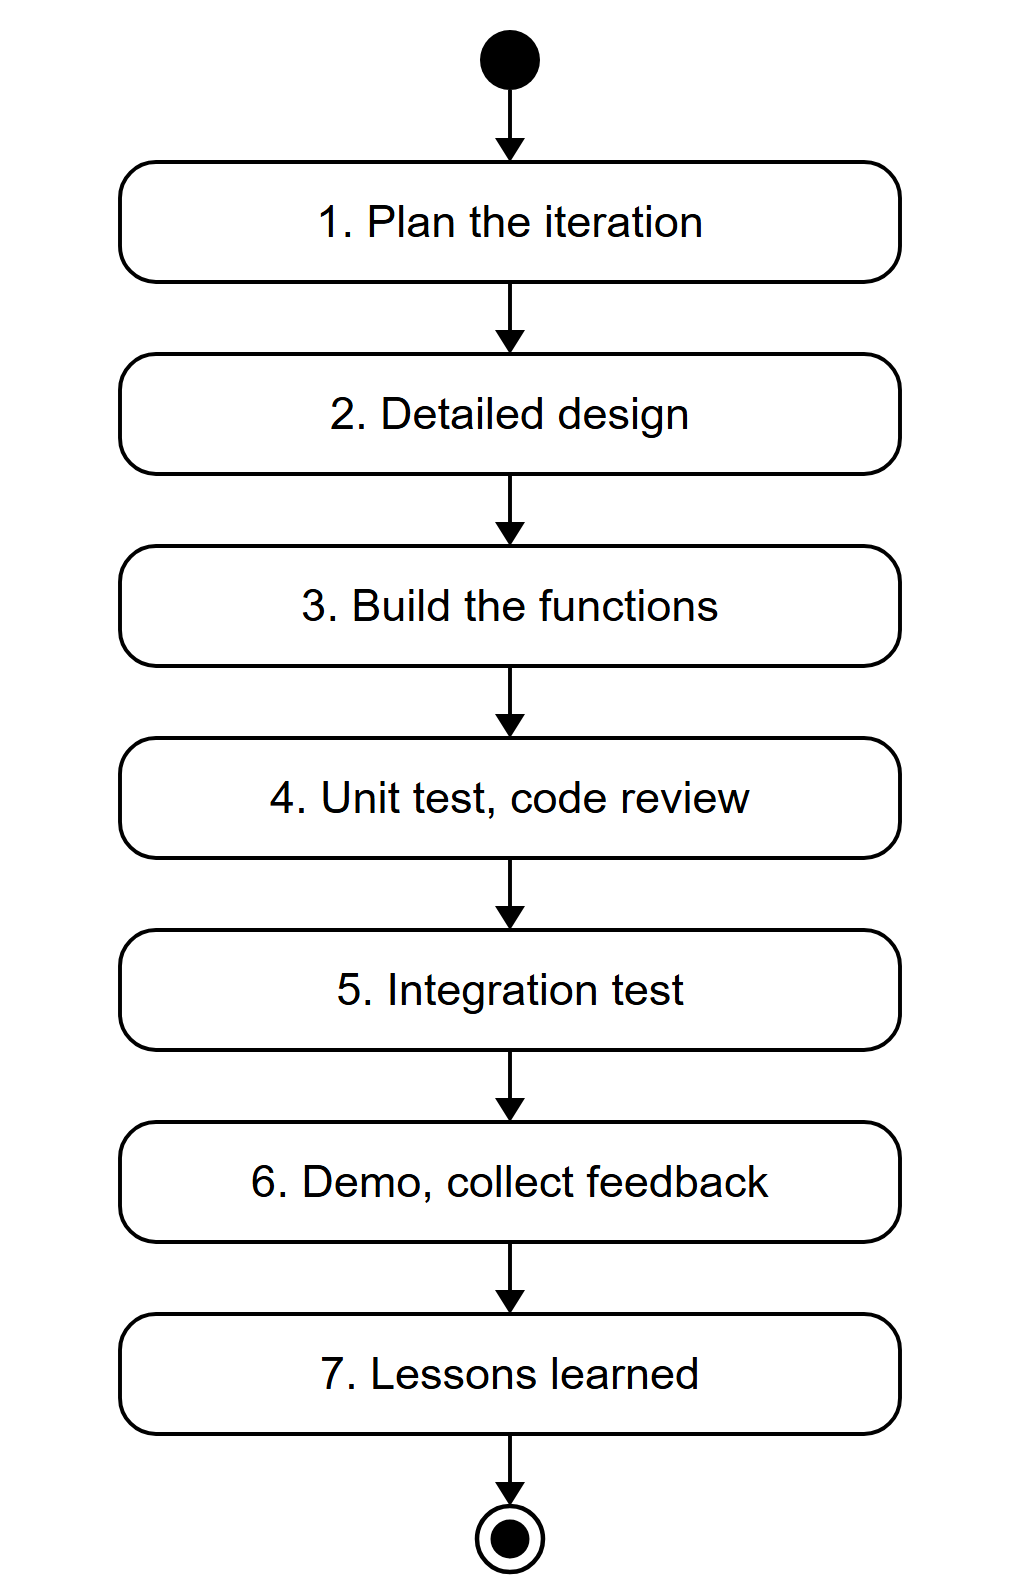 1. Plan the iteration
2. Detailed design
3. Build the functions
4. Unit test, code review
5. Integration test
6. Demo, collect feedback
7. Lessons learned